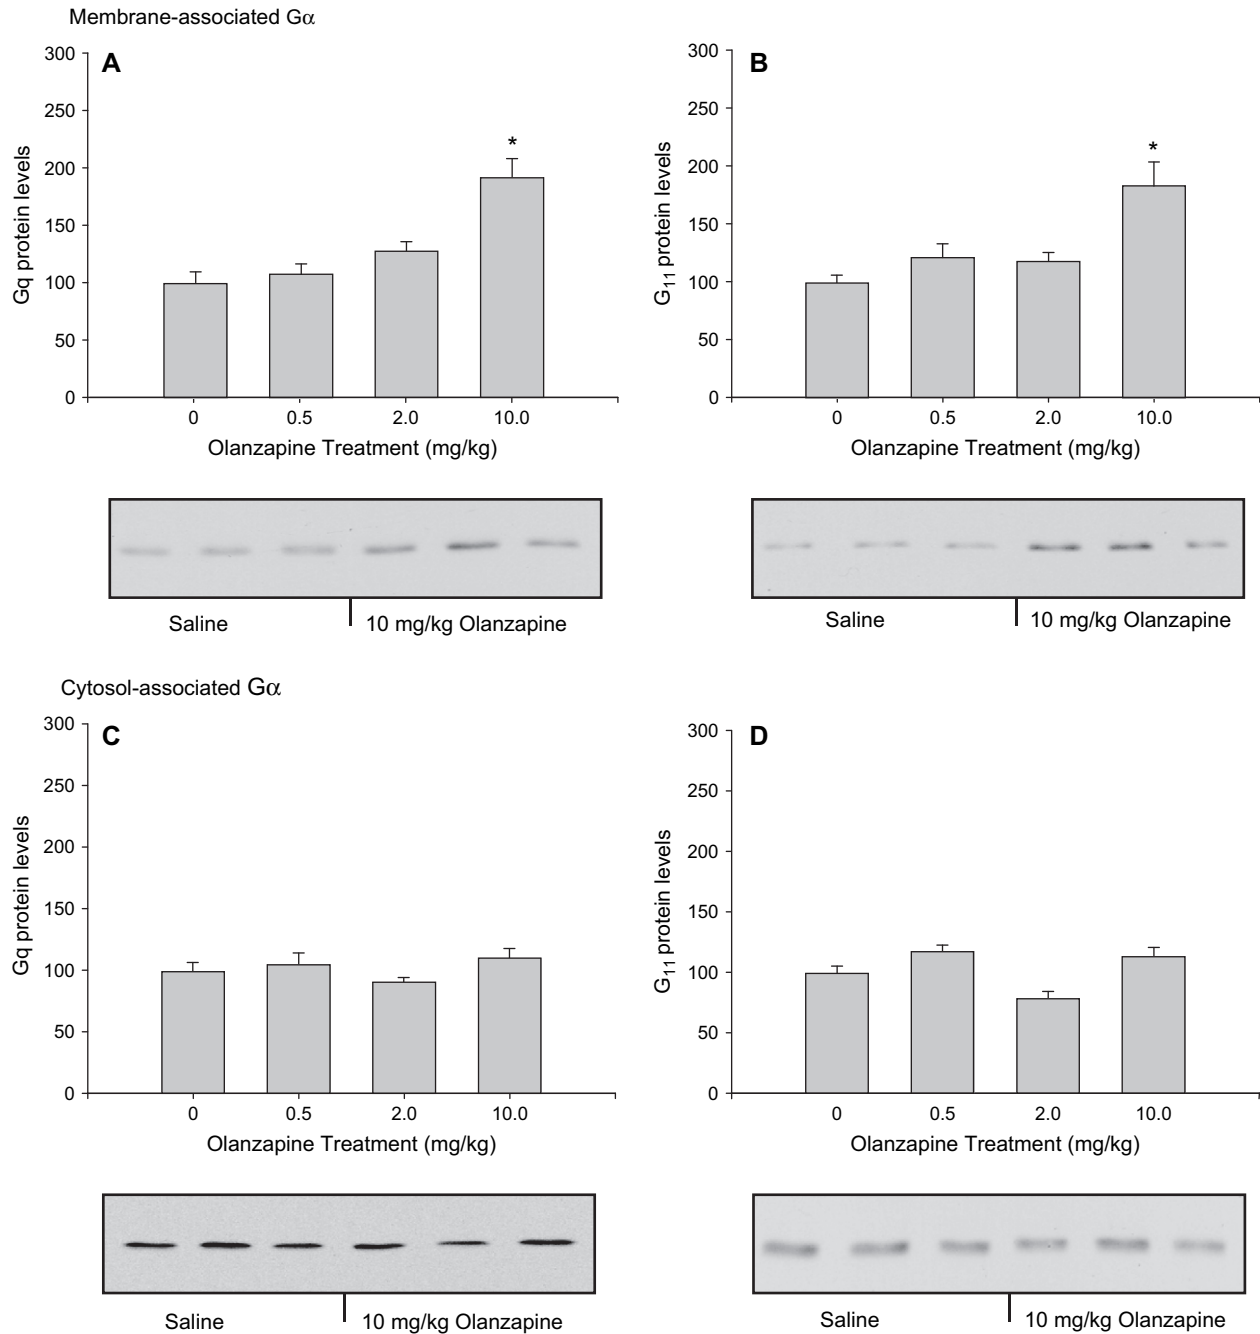 Membrane-associated Gα
A
300
250
200
150
100
50
0
Gq protein levels
*
0 0.5 2.0 10.0
Olanzapine Treatment (mg/kg)
Saline 10 mg/kg Olanzapine
B
300
250
200
150
100
50
0
G11 protein levels
*
0 0.5 2.0 10.0
Olanzapine Treatment (mg/kg)
Saline 10 mg/kg Olanzapine
Cytosol-associated Gα
C
300
250
200
150
100
50
0
Gq protein levels
0 0.5 2.0 10.0
Olanzapine Treatment (mg/kg)
Saline 10 mg/kg Olanzapine
D
300
250
200
150
100
50
0
G11 protein levels
0 0.5 2.0 10.0
Olanzapine Treatment (mg/kg)
Saline 10 mg/kg Olanzapine